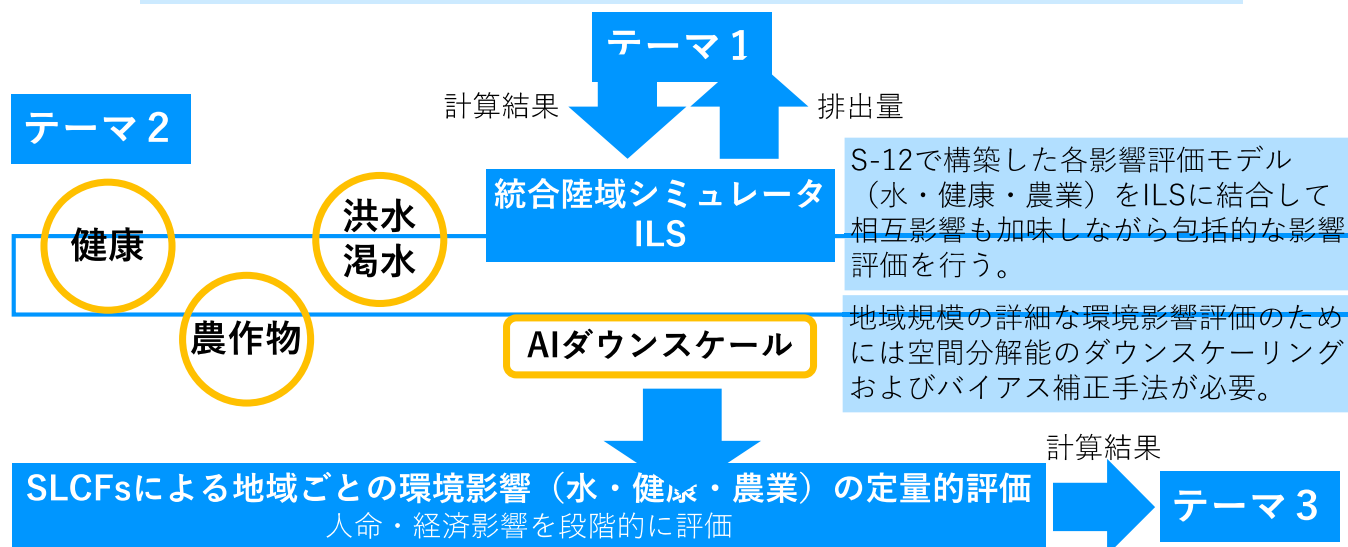 テーマ1
計算結果
排出量
テーマ2
統合陸域シミュレータ
ILS
S-12で構築した各影響評価モデル
（水・健康・農業）をILSに結合して
相互影響も加味しながら包括的な影響
評価を行う。
健康
洪水
渇水
農作物
AIダウンスケール
地域規模の詳細な環境影響評価のため
には空間分解能のダウンスケーリング
およびバイアス補正手法が必要。
SLCFsによる地域ごとの環境影響（水・健康・農業）の定量的評価
人命・経済影響を段階的に評価
計算結果
テーマ3